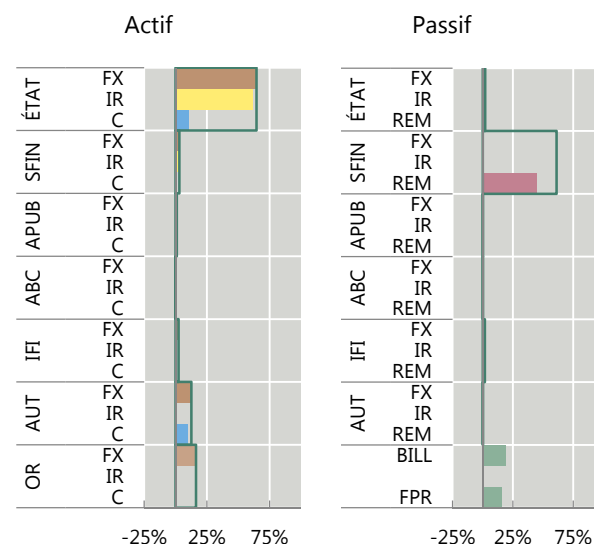 Actif
ÉTAT
FX
IR
C
SFIN
FX
IR
C
APUB
FX
IR
C
ABC
FX
IR
C
IFI
FX
IR
C
AUT
FX
IR
C
OR
FX
IR
C
-25% 25% 75%
Passif
ÉTAT
FX
IR
REM
SFIN
FX
IR
REM
APUB
FX
IR
REM
ABC
FX
IR
REM
IFI
FX
IR
REM
AUT
FX
IR
REM
BILL
FPR
-25% 25% 75%